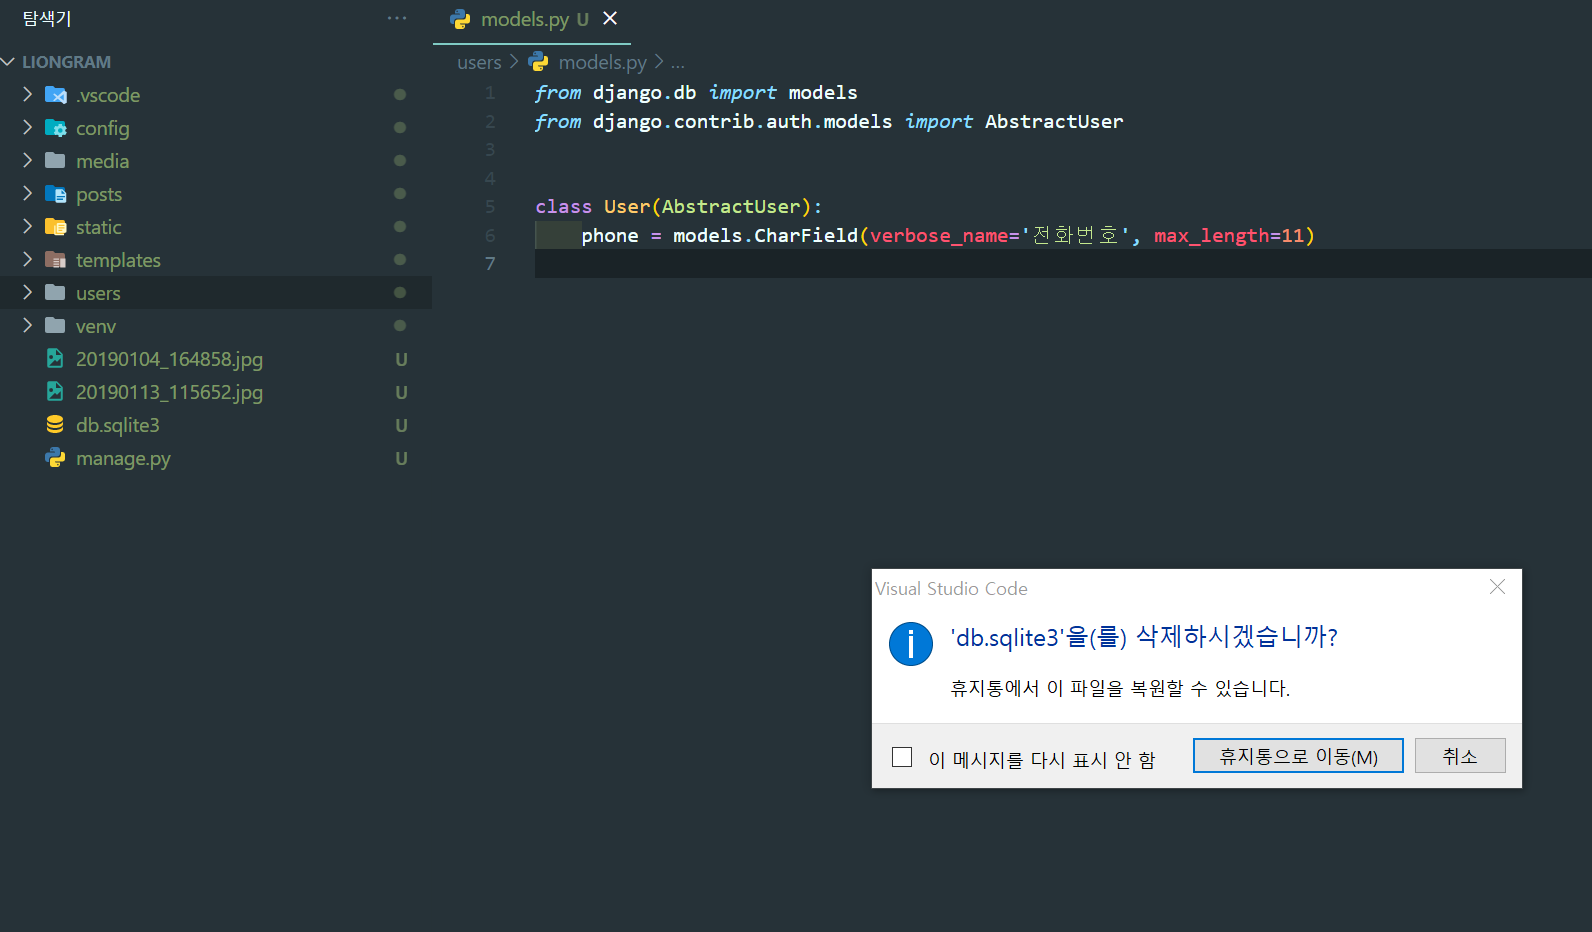 탐색기
LIONGRAM
.vscode
config
media
posts
static
templates
users
venv
20190104_164858.jpg U
20190113_115652.jpg U
db.sqlite3 U
manage.py U
models.py U
users > models.py > ...
1 from django.db import models
2 from django.contrib.auth.models import AbstractUser
3
4
5 class User(AbstractUser):
6 phone = models.CharField(verbose_name='전화번호', max_length=11)
7
Visual Studio Code
'db.sqlite3'을(를) 삭제하시겠습니까?
휴지통에서 이 파일을 복원할 수 있습니다.
이 메시지를 다시 표시 안 함
휴지통으로 이동(M)
취소